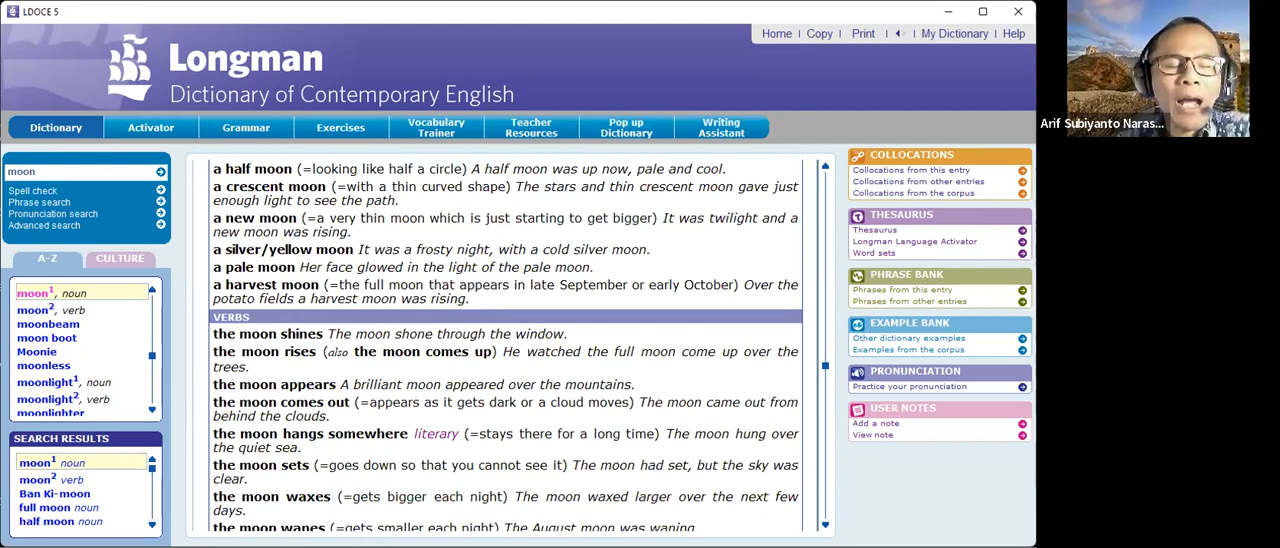 LDOCE 5
Home | Copy | Print | | My Dictionary | Help
Longman
Dictionary of Contemporary English
Dictionary
Activator
Grammar
Exercises
Vocabulary
Trainer
Teacher
Resources
Pop up
Dictionary
Writing
Assistant
moon
Spell check
Phrase search
Pronunciation search
Advanced search
A-Z
CULTURE
moon1, noun
moon2, verb
moonbeam
moon boot
Moonie
moonless
moonlight1, noun
moonlight2, verb
moonlighter
SEARCH RESULTS
moon1 noun
moon2 verb
Ban Ki-moon
full moon noun
half moon noun
a half moon (=looking like half a circle) A half moon was up now, pale and cool.
a crescent moon (=with a thin curved shape) The stars and thin crescent moon gave just
enough light to see the path.
a new moon (=a very thin moon which is just starting to get bigger) It was twilight and a
new moon was rising.
a silver/yellow moon It was a frosty night, with a cold silver moon.
a pale moon Her face glowed in the light of the pale moon.
a harvest moon (=the full moon that appears in late September or early October) Over the
potato fields a harvest moon was rising.
VERBS
the moon shines The moon shone through the window.
the moon rises (also the moon comes up) He watched the full moon come up over the
trees.
the moon appears A brilliant moon appeared over the mountains.
the moon comes out (=appears as it gets dark or a cloud moves) The moon came out from
behind the clouds.
the moon hangs somewhere literary (=stays there for a long time) The moon hung over
the quiet sea.
the moon sets (=goes down so that you cannot see it) The moon had set, but the sky was
clear.
the moon waxes (=gets bigger each night) The moon waxed larger over the next few
days.
the moon wanes (=gets smaller each night) The August moon was waning.
COLLOCATIONS
Collocations from this entry
Collocations from other entries
Collocations from the corpus
THESAURUS
Thesaurus
Longman Language Activator
Word sets
PHRASE BANK
Phrases from this entry
Phrases from other entries
EXAMPLE BANK
Other dictionary examples
Examples from the corpus
PRONUNCIATION
Practice your pronunciation
USER NOTES
Add a note
View note
Arif Subiyanto Naras...